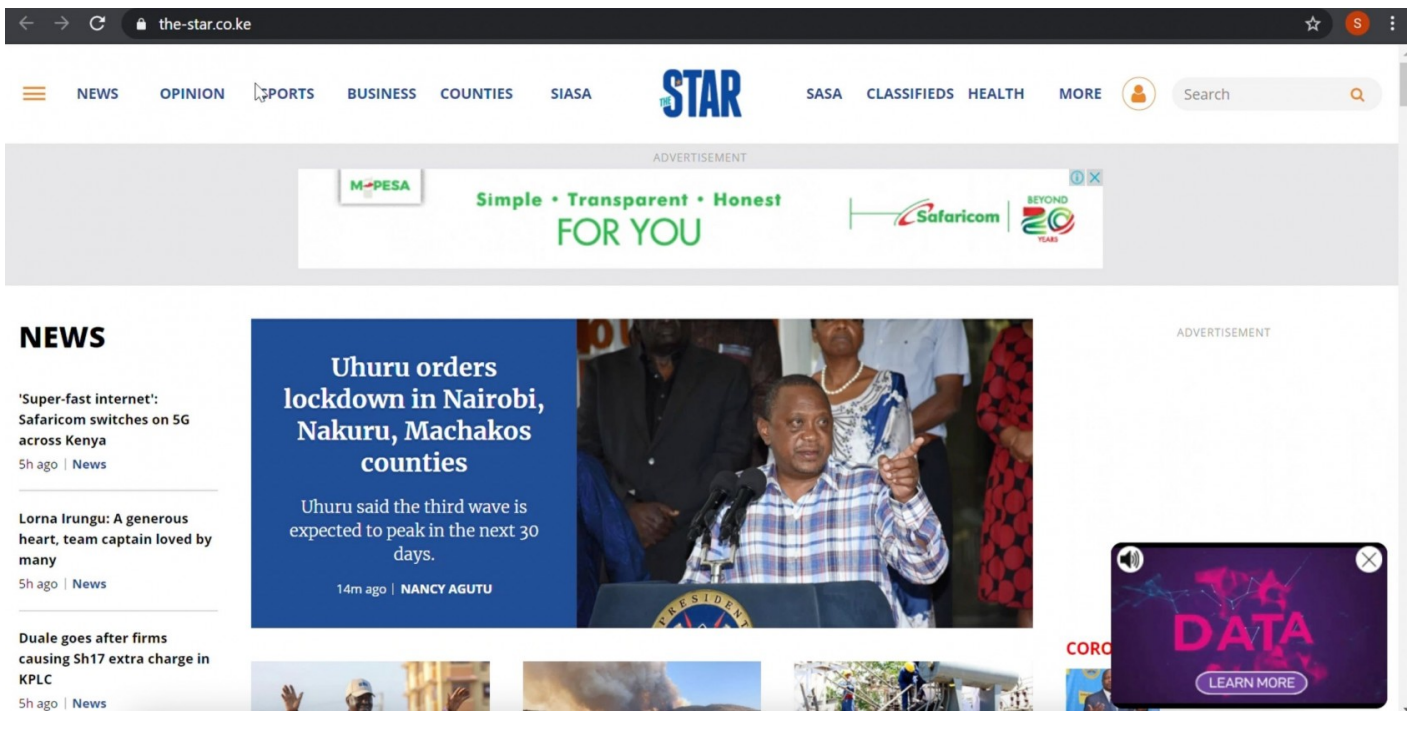 the-star.co.ke
S
NEWS OPINION SPORTS BUSINESS COUNTIES SIASA THE STAR SASA CLASSIFIEDS HEALTH MORE Search
ADVERTISEMENT
M-PESA
Simple • Transparent • Honest
FOR YOU
Safaricom
BEYOND
20
YEARS
NEWS
'Super-fast internet':
Safaricom switches on 5G
across Kenya
5h ago | News
Lorna Irungu: A generous
heart, team captain loved by
many
5h ago | News
Duale goes after firms
causing Sh17 extra charge in
KPLC
5h ago | News
Uhuru orders
lockdown in Nairobi,
Nakuru, Machakos
counties
Uhuru said the third wave is
expected to peak in the next 30
days.
14m ago | NANCY AGUTU
PRESIDENT
ADVERTISEMENT
CORO
DATA
LEARN MORE